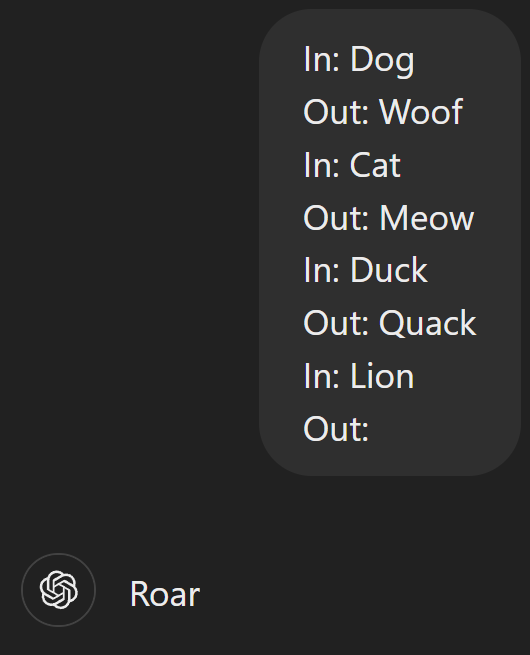 In: Dog
Out: Woof
In: Cat
Out: Meow
In: Duck
Out: Quack
In: Lion
Out:
Roar